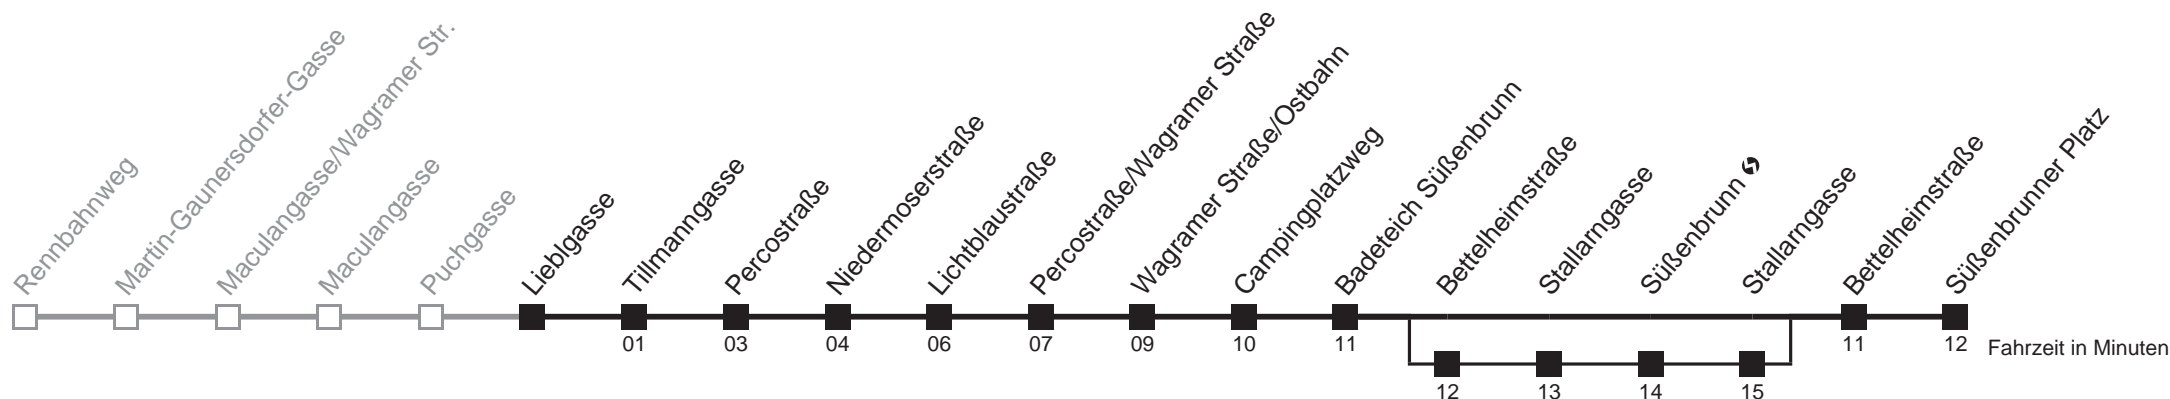 Rennbahnweg
Martin-Gaunersdorfer-Gasse
Maculangasse/Wagramer Str.
Maculangasse
Puchgasse
Lieblgasse
Tillmanngasse
Percostraße
Niedermoserstraße
Lichtblaustraße
Percostraße/Wagramer Straße
Wagramer Straße/Ostbahn
Campingplatzweg
Badeteich Süßenbrunn
Bettelheimstraße
Stallarngasse
Süßenbrunn
Stallarngasse
Bettelheimstraße
Süßenbrunner Platz
01 03 04 06 07 09 10 11 11 12 Fahrzeit in Minuten
12 13 14 15